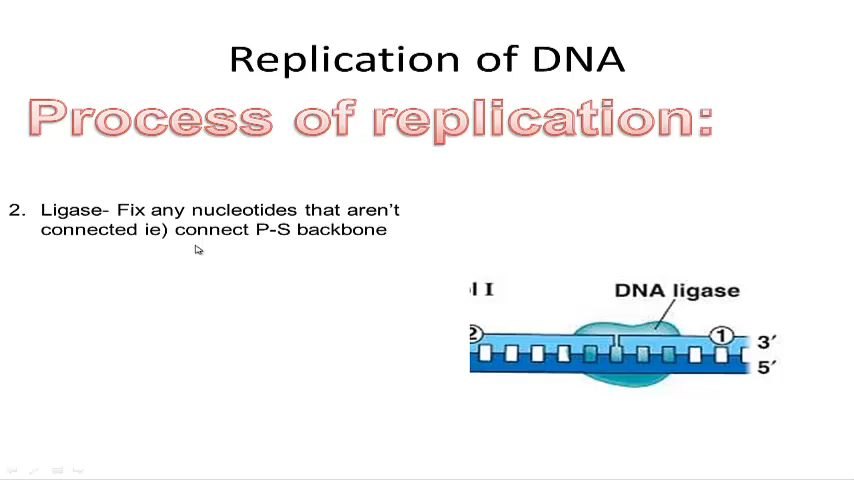 Replication of DNA
Process of replication:
2. Ligase- Fix any nucleotides that aren't
connected ie) connect P-S backbone
l I
DNA ligase
2
1
3'
5'